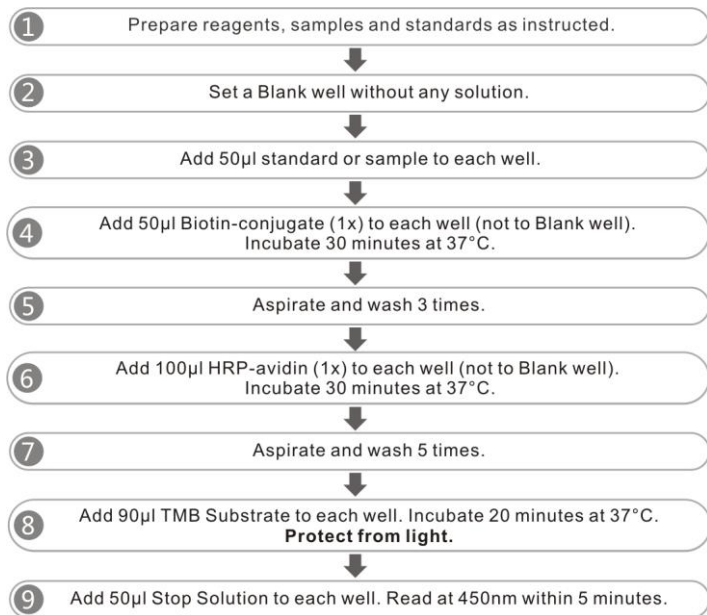 1 Prepare reagents, samples and standards as instructed.
2 Set a Blank well without any solution.
3 Add 50μl standard or sample to each well.
4 Add 50μl Biotin-conjugate (1x) to each well (not to Blank well).
Incubate 30 minutes at 37°C.
5 Aspirate and wash 3 times.
6 Add 100μl HRP-avidin (1x) to each well (not to Blank well).
Incubate 30 minutes at 37°C.
7 Aspirate and wash 5 times.
8 Add 90μl TMB Substrate to each well. Incubate 20 minutes at 37°C.
Protect from light.
9 Add 50μl Stop Solution to each well. Read at 450nm within 5 minutes.